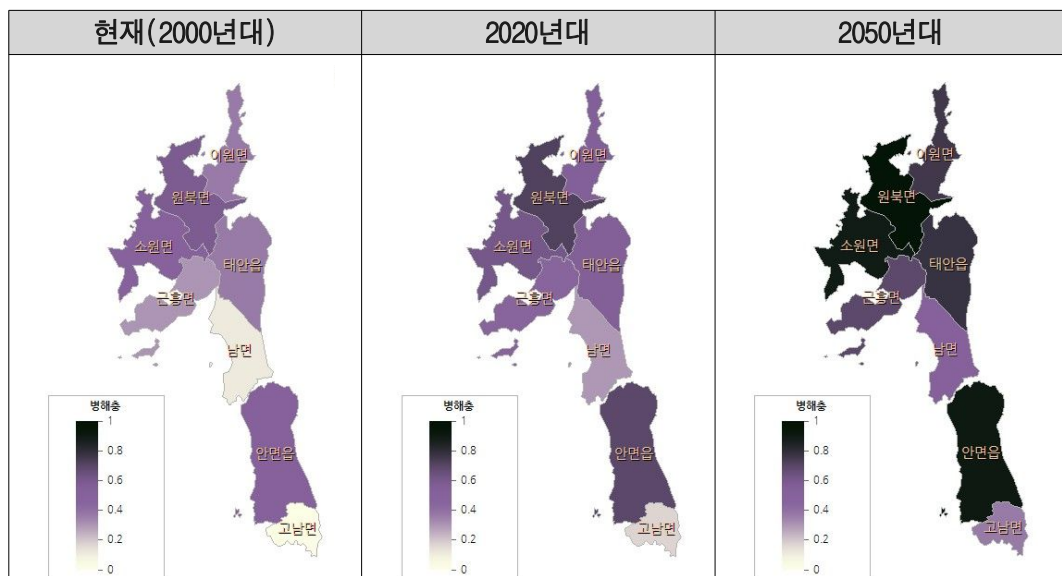 현재(2000년대)
2020년대
2050년대
이원면
원북면
소원면
태안읍
근흥면
남면
안면읍
고남면
병해충
1
0.8
0.6
0.4
0.2
0
이원면
원북면
소원면
태안읍
근흥면
남면
안면읍
고남면
병해충
1
0.8
0.6
0.4
0.2
0
이원면
원북면
소원면
태안읍
근흥면
남면
안면읍
고남면
병해충
1
0.8
0.6
0.4
0.2
0